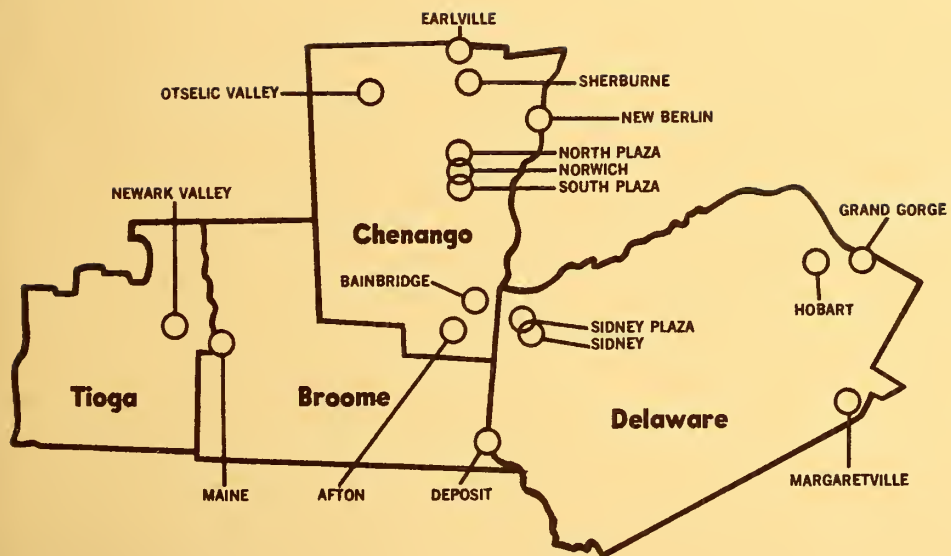 EARLVILLE
OTSELIC VALLEY
SHERBURNE
NEW BERLIN
NORTH PLAZA
NORWICH
SOUTH PLAZA
NEWARK VALLEY
Chenango
GRAND GORGE
BAINBRIDGE
HOBART
SIDNEY PLAZA
SIDNEY
Tioga
Broome
Delaware
MAINE
AFTON
DEPOSIT
MARGARETVILLE